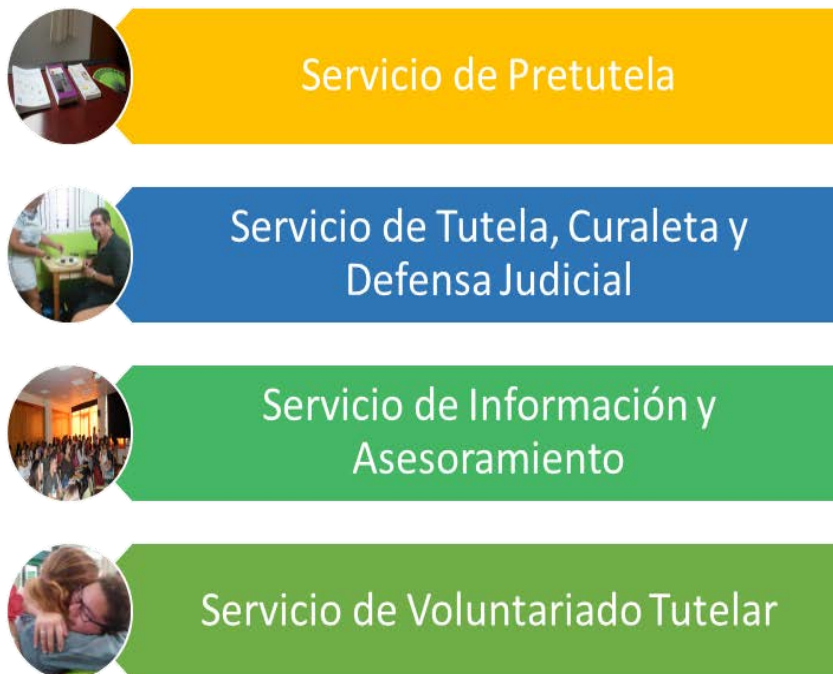 Servicio de Pretutela
Servicio de Tutela, Curaleta y
Defensa Judicial
Servicio de Información y
Asesoramiento
Servicio de Voluntariado Tutelar